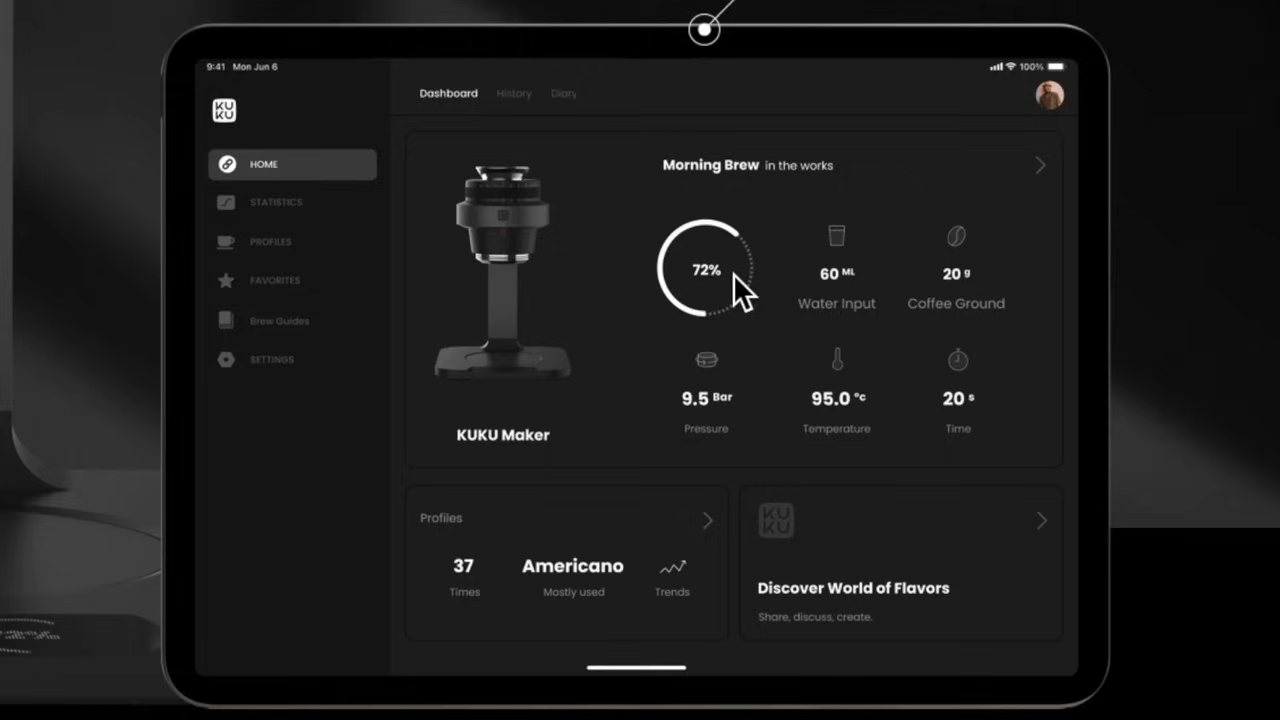 9:41 Mon Jun 6
100%
KU
KU
Dashboard History Diary
HOME
STATISTICS
PROFILES
FAVORITES
Brew Guides
SETTINGS
Morning Brew in the works
72%
60 ML
Water Input
20 g
Coffee Ground
9.5 Bar
Pressure
95.0 °c
Temperature
20 s
Time
KUKU Maker
Profiles
37
Times
Americano
Mostly used
Trends
KU
KU
Discover World of Flavors
Share, discuss, create.